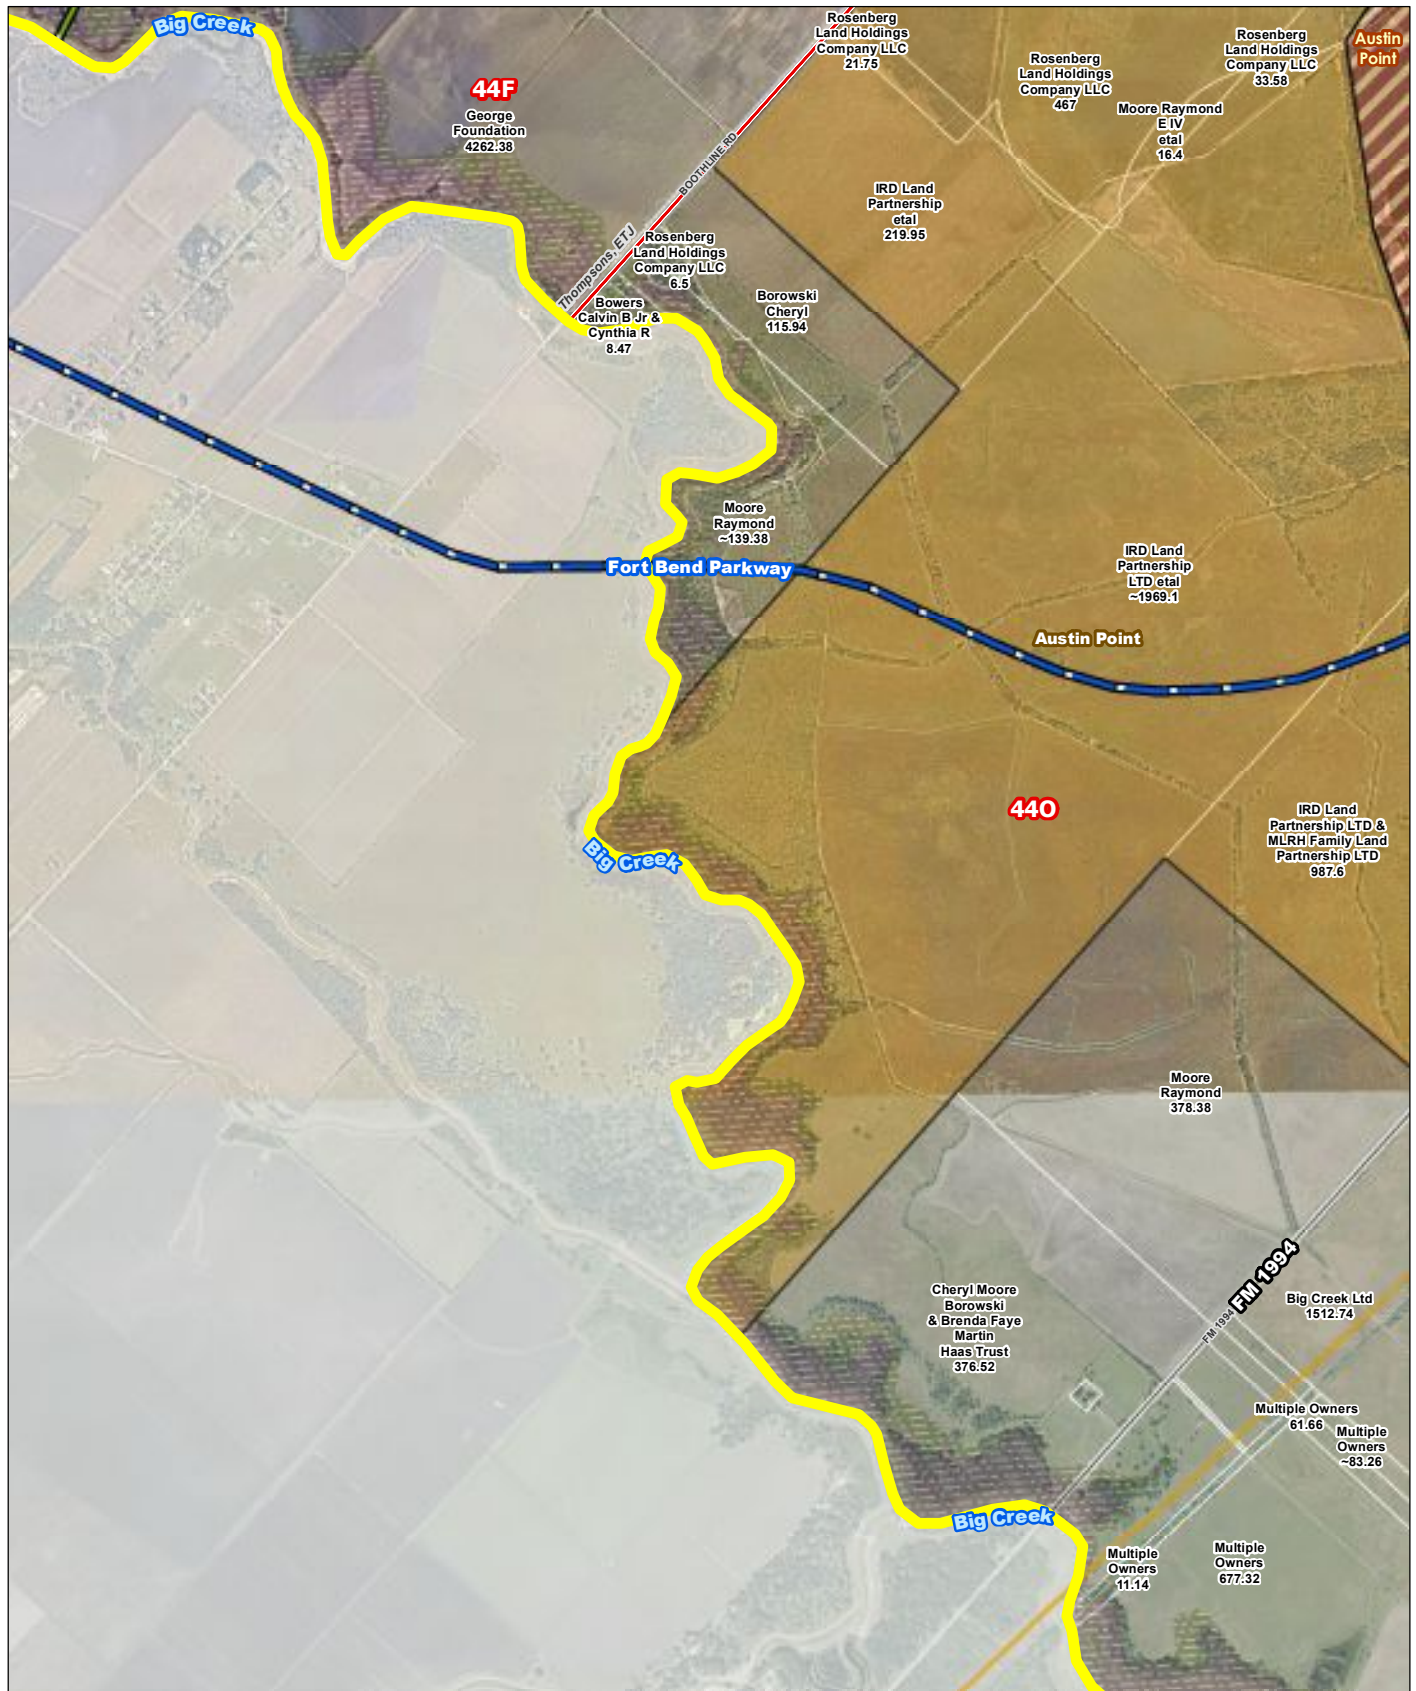 Big Creek
44F
George
Foundation
4262.38
Rosenberg
Land Holdings
Company LLC
21.75
Rosenberg
Land Holdings
Company LLC
467
Rosenberg
Land Holdings
Company LLC
33.58
Austin
Point
Moore Raymond
E IV
etal
16.4
BOOTHLINE RD
Thompsons, ETJ
IRD Land
Partnership
etal
219.95
Rosenberg
Land Holdings
Company LLC
6.5
Borowski
Cheryl
115.94
Bowers
Calvin B Jr &
Cynthia R
8.47
Moore
Raymond
~139.38
Fort Bend Parkway
IRD Land
Partnership
LTD etal
~1969.1
Austin Point
44O
IRD Land
Partnership LTD &
MLRH Family Land
Partnership LTD
987.6
Big Creek
Moore
Raymond
378.38
FM 1994
FM 1994
Big Creek Ltd
1512.74
Cheryl Moore
Borowski
& Brenda Faye
Martin
Haas Trust
376.52
Multiple Owners
61.66
Multiple
Owners
~83.26
Big Creek
Multiple
Owners
11.14
Multiple
Owners
677.32